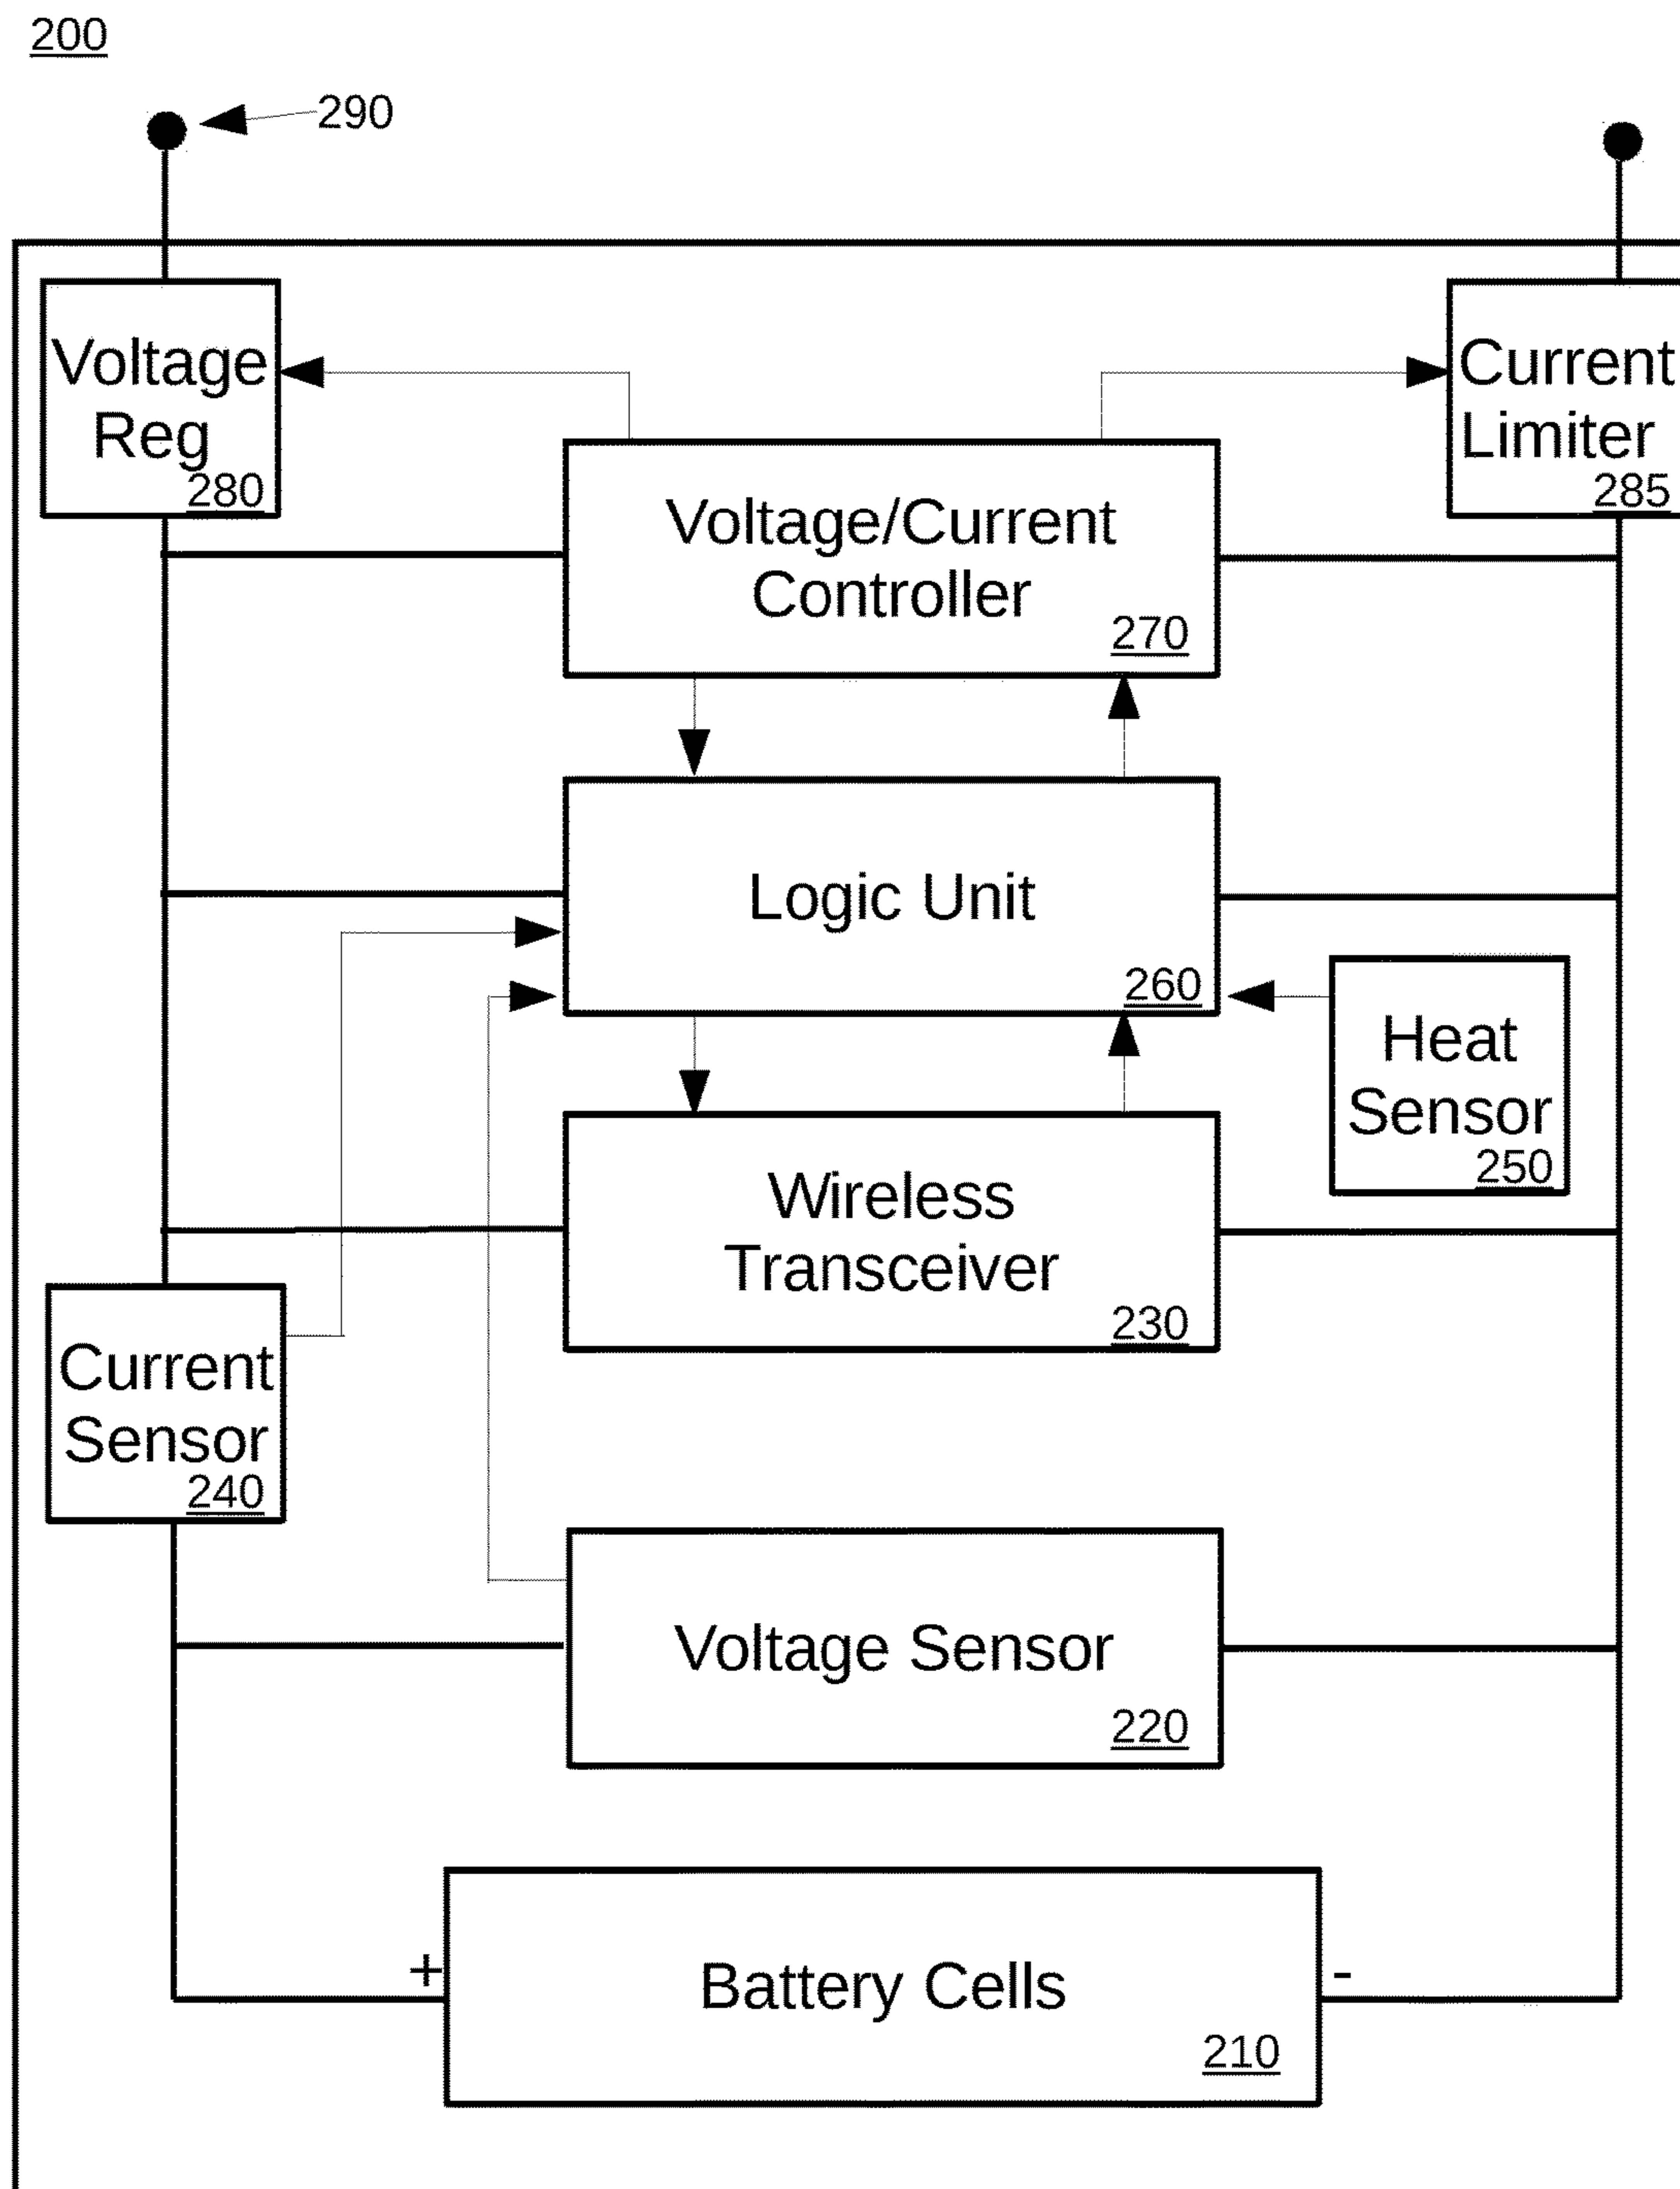 200
290
Voltage
Reg
280
Current
Limiter
285
Voltage/Current
Controller
270
Logic Unit
260
Heat
Sensor
250
Wireless
Transceiver
230
Current
Sensor
240
Voltage Sensor
220
+
-
Battery Cells
210